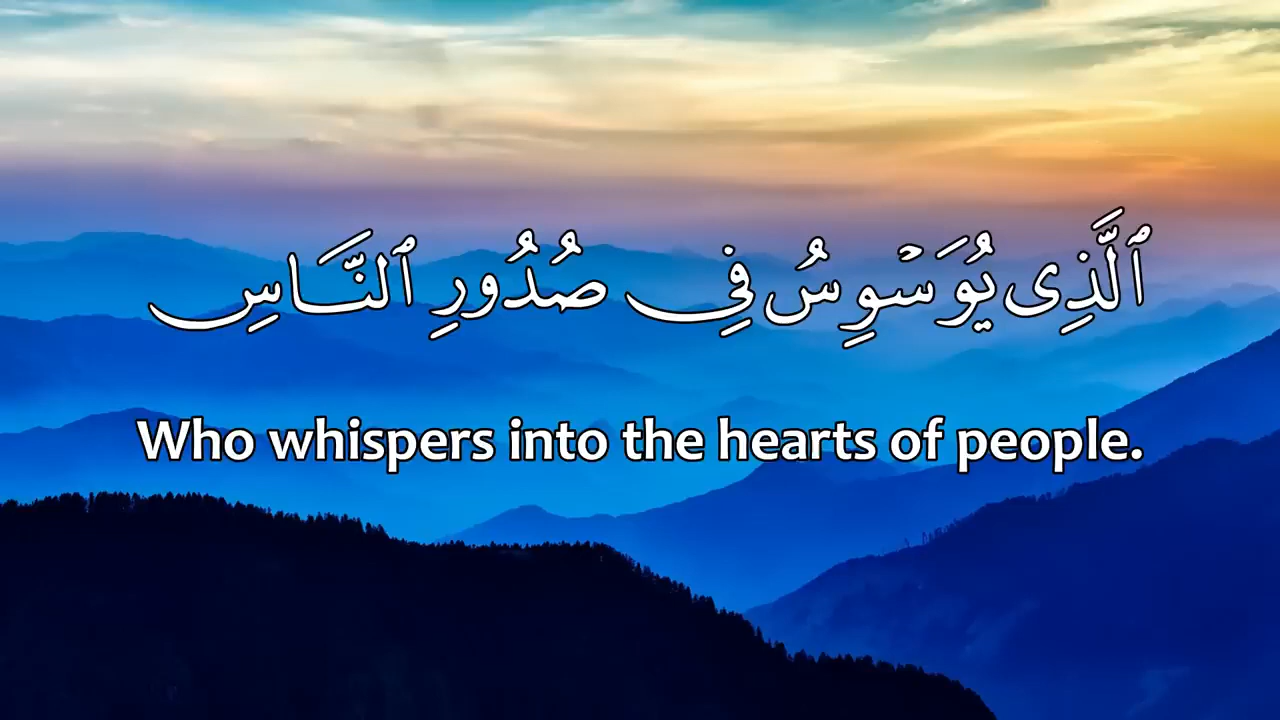 ٱلَّذِى يُوَسْوِسُ فِى صُدُورِ ٱلنَّاسِ
Who whispers into the hearts of people.